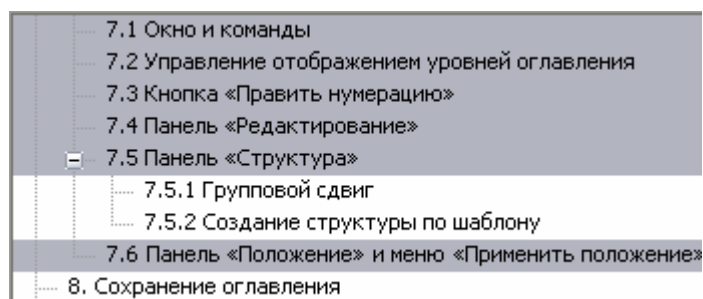 7.1 Окно и команды
7.2 Управление отображением уровней оглавления
7.3 Кнопка «Править нумерацию»
7.4 Панель «Редактирование»
7.5 Панель «Структура»
7.5.1 Групповой сдвиг
7.5.2 Создание структуры по шаблону
7.6 Панель «Положение» и меню «Применить положение»
8. Сохранение оглавления